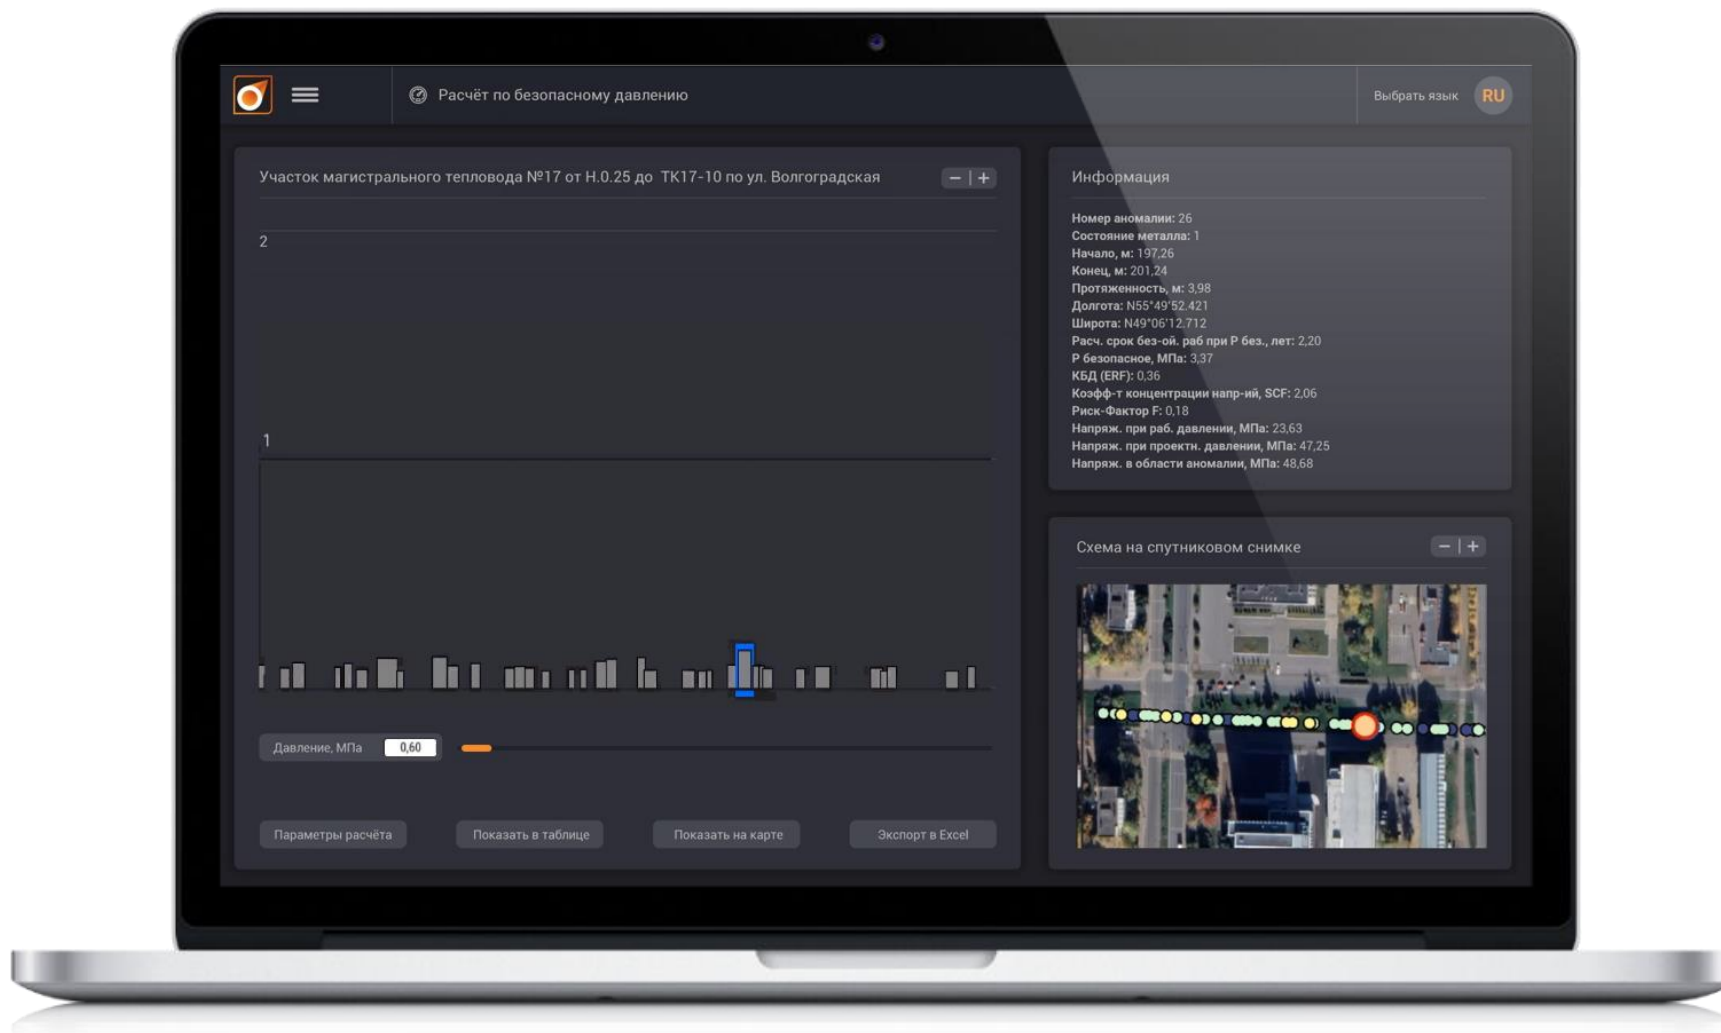 Расчёт по безопасному давлению
Выбрать язык RU
Участок магистрального тепловода №17 от Н.0.25 до ТК17-10 по ул. Волгоградская
− | +
2
1
Давление, МПа 0,60
Параметры расчёта
Показать в таблице
Показать на карте
Экспорт в Excel
Информация
Номер аномалии: 26
Состояние металла: 1
Начало, м: 197,26
Конец, м: 201,24
Протяженность, м: 3,98
Долгота: N55°49'52.421
Широта: N49°06'12.712
Расч. срок без-ой. раб при Р без., лет: 2,20
Р безопасное, МПа: 3,37
КБД (ERF): 0,36
Коэфф-т концентрации напр-ий, SCF: 2,06
Риск-Фактор F: 0,18
Напряж. при раб. давлении, МПа: 23,63
Напряж. при проектн. давлении, МПа: 47,25
Напряж. в области аномалии, МПа: 48,68
Схема на спутниковом снимке
− | +